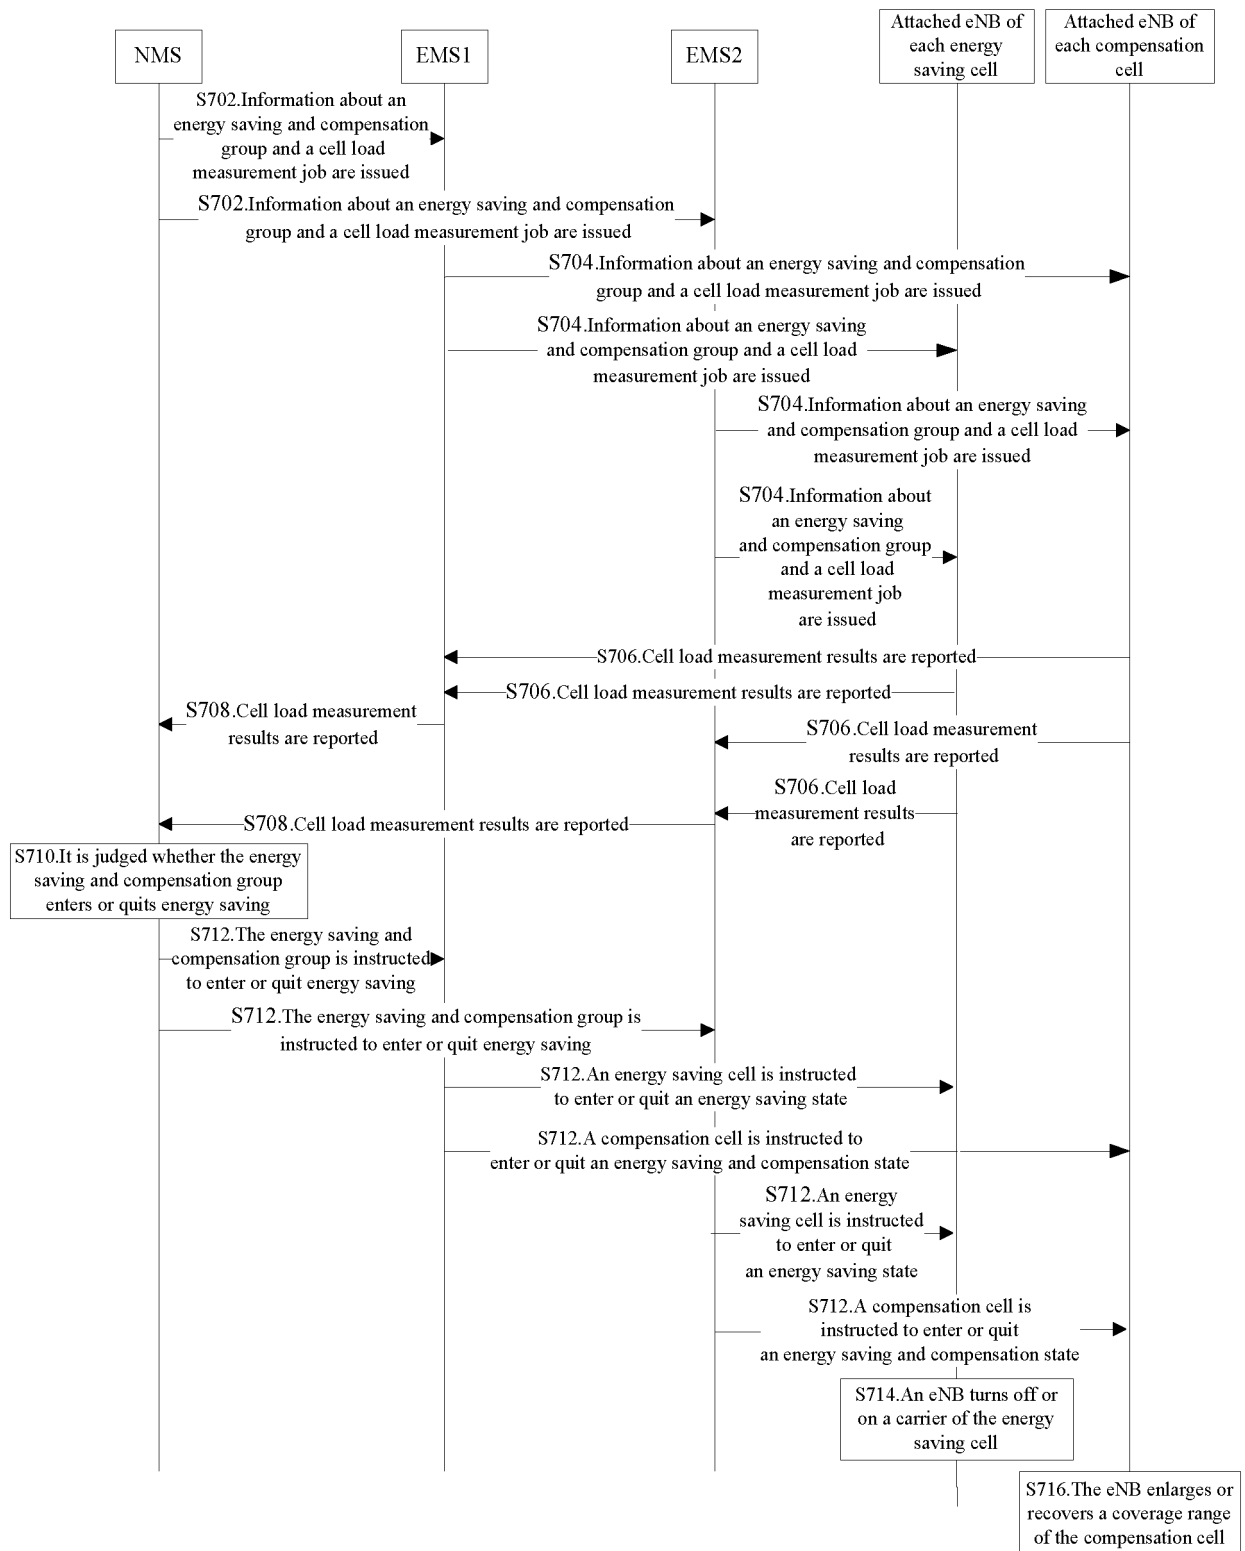 NMS
EMS1
EMS2
Attached eNB of
each energy
saving cell
Attached eNB of
each compensation
cell
S702.Information about an
energy saving and compensation
group and a cell load
measurement job are issued
S702.Information about an energy saving and compensation
group and a cell load measurement job are issued
S704.Information about an energy saving and compensation
group and a cell load measurement job are issued
S704.Information about an energy saving
and compensation group and a cell load
measurement job are issued
S704.Information about an energy saving
and compensation group and a cell load
measurement job are issued
S704.Information about
an energy saving
and compensation group
and a cell load
measurement job
are issued
S706.Cell load measurement results are reported
S706.Cell load measurement results are reported
S708.Cell load measurement
results are reported
S706.Cell load measurement
results are reported
S706.Cell load
measurement results
are reported
S708.Cell load measurement results are reported
S710.It is judged whether the energy
saving and compensation group
enters or quits energy saving
S712.The energy saving and
compensation group is instructed
to enter or quit energy saving
S712.The energy saving and compensation group is
instructed to enter or quit energy saving
S712.An energy saving cell is instructed
to enter or quit an energy saving state
S712.A compensation cell is instructed to
enter or quit an energy saving and compensation state
S712.An energy
saving cell is instructed
to enter or quit
an energy saving state
S712.A compensation cell is
instructed to enter or quit
an energy saving and compensation state
S714.An eNB turns off or
on a carrier of the energy
saving cell
S716.The eNB enlarges or
recovers a coverage range
of the compensation cell